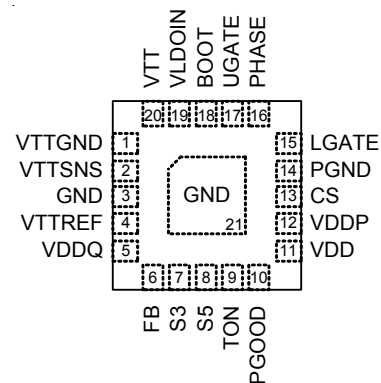 VTT
VLDOIN
BOOT
UGATE
PHASE
20 19 18 17 16
VTTGND 1
VTTSNS 2
GND 3
VTTREF 4
VDDQ 5
GND
21
15 LGATE
14 PGND
13 CS
12 VDDP
11 VDD
6 7 8 9 10
FB
S3
S5
TON
PGOOD